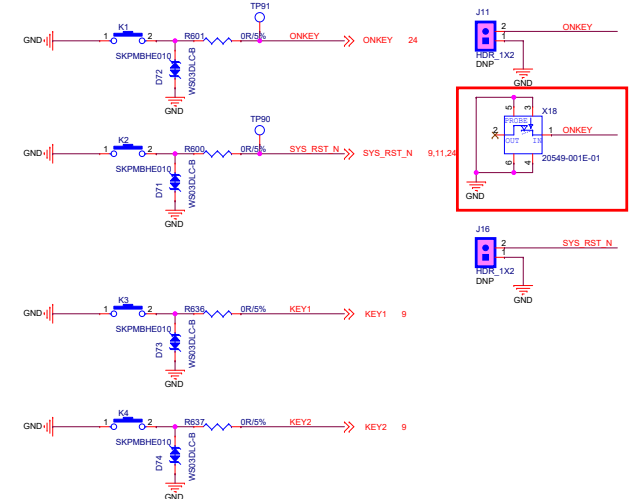 TP91
K1
GND
1
2
R601
0R/5%
ONKEY
ONKEY
24
SKPMBHE010
D72
WS03DLC-B
GND
J11
2
1
ONKEY
HDR_1X2
DNP
GND
X18
5
3
PROBE
2
OUT
IN
1
ONKEY
6
4
20549-001E-01
GND
TP90
K2
GND
1
2
R600
0R/5%
SYS_RST_N
SYS_RST_N
9,11,24
SKPMBHE010
D71
WS03DLC-B
GND
J16
2
1
SYS_RST_N
HDR_1X2
DNP
GND
K3
GND
1
2
R636
0R/5%
KEY1
KEY1
9
SKPMBHE010
D73
WS03DLC-B
GND
K4
GND
1
2
R637
0R/5%
KEY2
KEY2
9
SKPMBHE010
D74
WS03DLC-B
GND